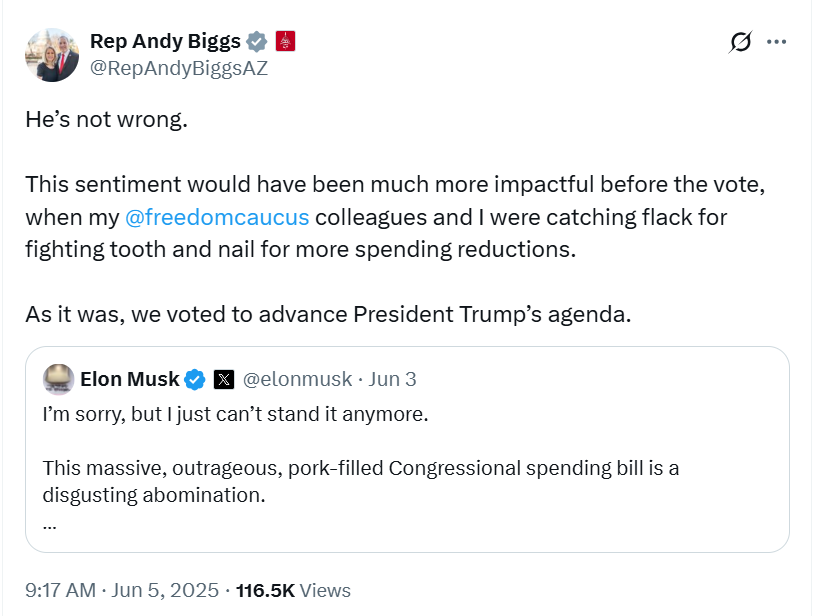 Rep Andy Biggs
@RepAndyBiggsAZ
He’s not wrong.
This sentiment would have been much more impactful before the vote,
when my @freedomcaucus colleagues and I were catching flack for
fighting tooth and nail for more spending reductions.
As it was, we voted to advance President Trump’s agenda.
Elon Musk @elonmusk · Jun 3
I’m sorry, but I just can’t stand it anymore.
This massive, outrageous, pork-filled Congressional spending bill is a
disgusting abomination.
...
9:17 AM · Jun 5, 2025 · 116.5K Views